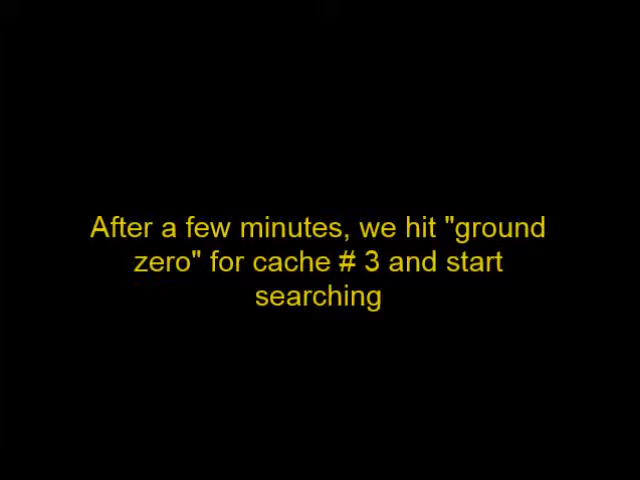 After a few minutes, we hit "ground
zero" for cache # 3 and start
searching